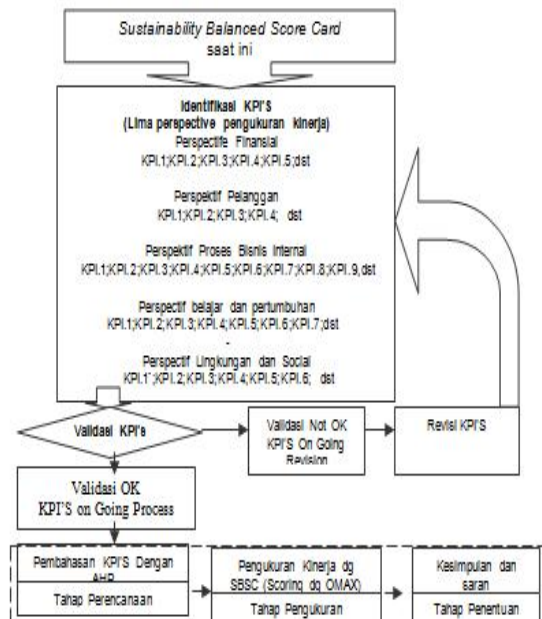 Sustainability Balanced Score Card
saat ini
Identifikasi KPI'S
(Lima perspective pengukuran kinerja)
Perspectife Finansial
KPI.1;KPI.2;KPI.3;KPI.4;KPI.5;dst
Perspektif Pelanggan
KPI.1;KPI.2;KPI.3;KPI.4; dst
Perspektif Proses Bisnis Internal
KPI.1;KPI.2;KPI.3;KPI.4;KPI.5;KPI.6;KPI.7;KPI.8;KPI.9,dst
Perspectif belajar dan pertumbuhan
KPI.1;KPI.2;KPI.3;KPI.4;KPI.5;KPI.6;KPI.7;dst
-
Perspectif Lingkungan dan Social
KPI.1';KPI.2;KPI.3;KPI.4;KPI.5;KPI.6; dst
Validasi KPI's
Validasi Not OK
KPI'S On Going
Revision
Revisi KPI'S
Validasi OK
KPI'S on Going Process
Pembahasan KPI'S Dengan
AHP
Tahap Perencanaan
Pengukuran Kinerja dg
SBSC (Scoring dg OMAX)
Tahap Pengukuran
Kesimpulan dan
saran
Tahap Penentuan